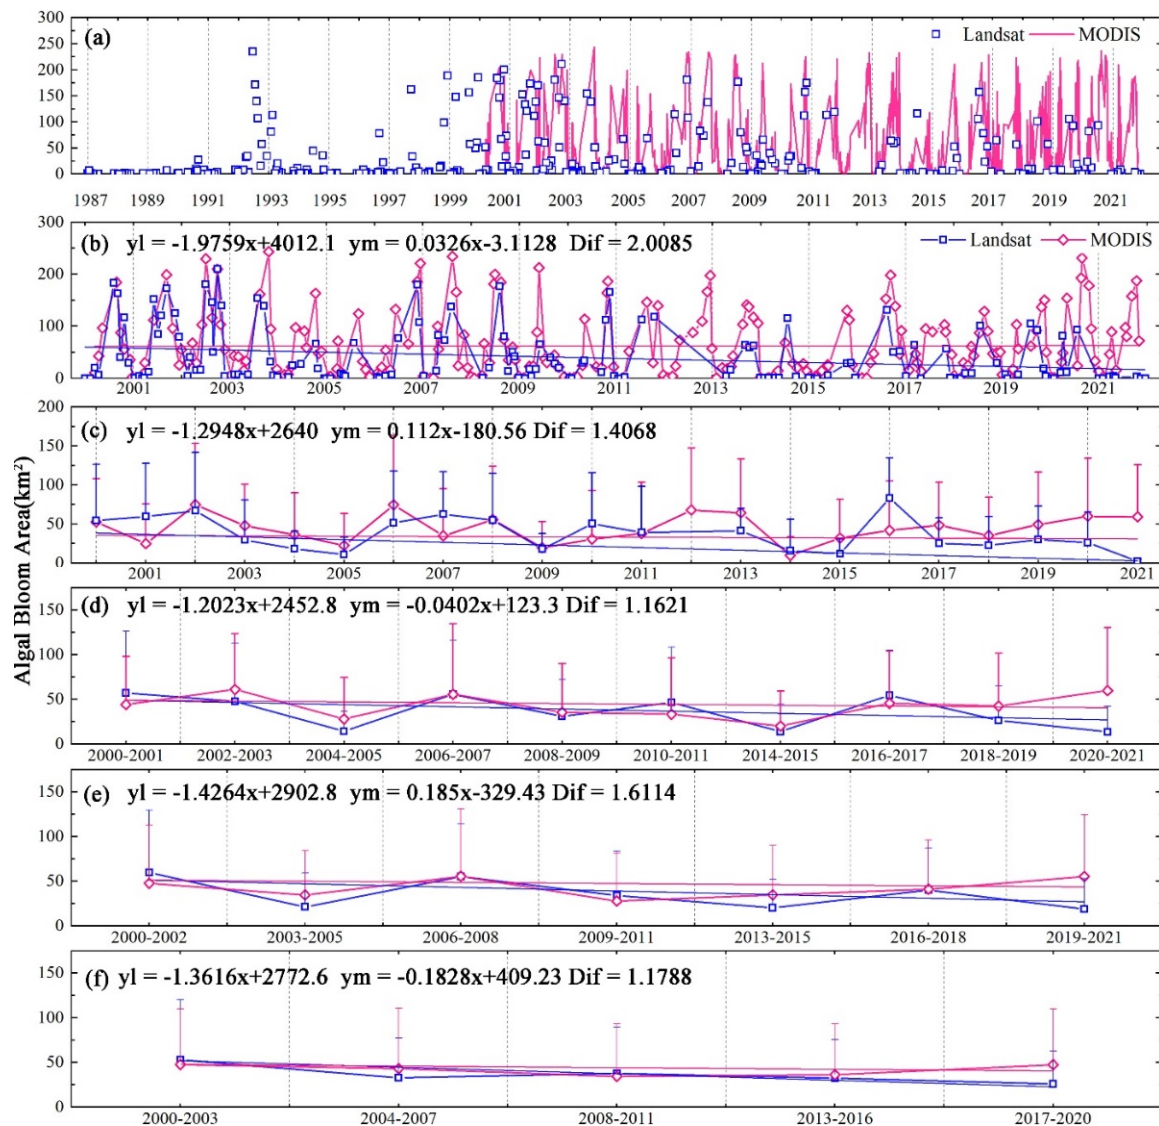 Algal Bloom Area(km²)
300
250
200
150
100
50
0
(a)
Landsat MODIS
1987 1989 1991 1993 1995 1997 1999 2001 2003 2005 2007 2009 2011 2013 2015 2017 2019 2021
300
200
100
0
(b) yl = -1.9759x+4012.1 ym = 0.0326x-3.1128 Dif = 2.0085
Landsat MODIS
2001 2003 2005 2007 2009 2011 2013 2015 2017 2019 2021
200
150
100
50
0
(c) yl = -1.2948x+2640 ym = 0.112x-180.56 Dif = 1.4068
2001 2003 2005 2007 2009 2011 2013 2015 2017 2019 2021
150
100
50
0
(d) yl = -1.2023x+2452.8 ym = -0.0402x+123.3 Dif = 1.1621
2000-2001 2002-2003 2004-2005 2006-2007 2008-2009 2010-2011 2014-2015 2016-2017 2018-2019 2020-2021
150
100
50
0
(e) yl = -1.4264x+2902.8 ym = 0.185x-329.43 Dif = 1.6114
2000-2002 2003-2005 2006-2008 2009-2011 2013-2015 2016-2018 2019-2021
150
100
50
0
(f) yl = -1.3616x+2772.6 ym = -0.1828x+409.23 Dif = 1.1788
2000-2003 2004-2007 2008-2011 2013-2016 2017-2020